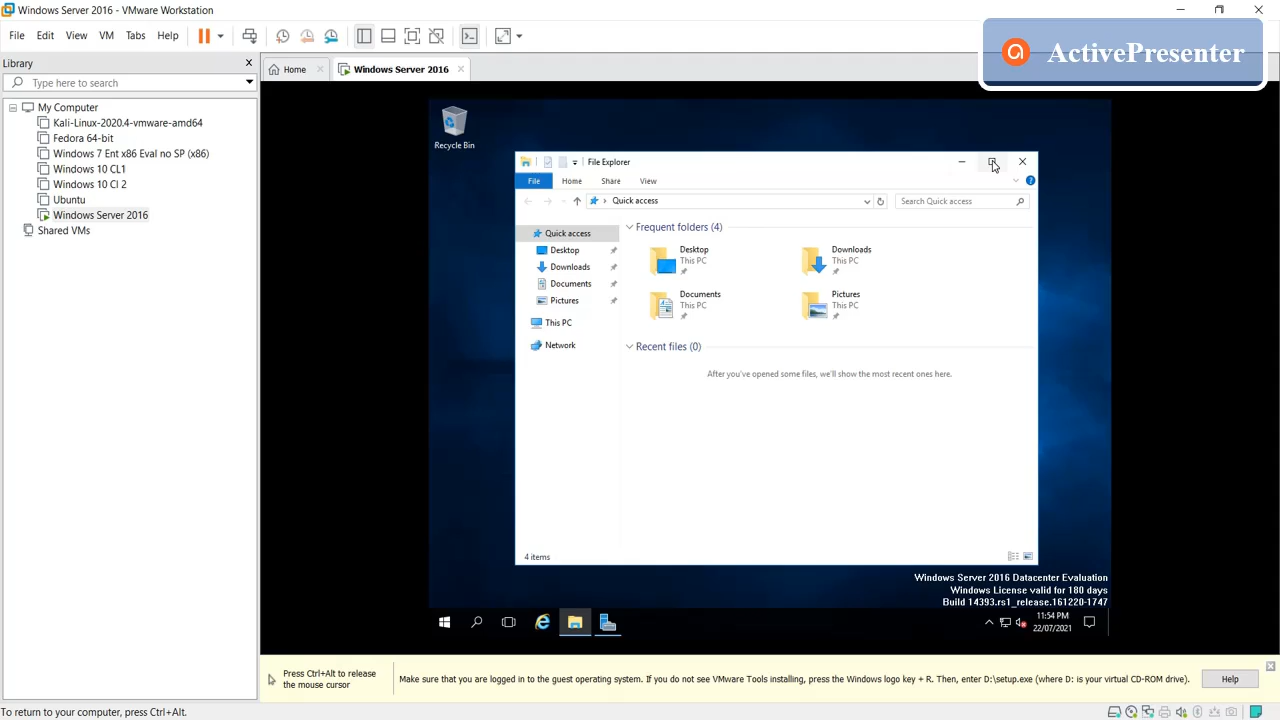 Windows Server 2016 - VMware Workstation
File Edit View VM Tabs Help
ActivePresenter
Library
Type here to search
Home
Windows Server 2016
My Computer
Kali-Linux-2020.4-vmware-amd64
Fedora 64-bit
Windows 7 Ent x86 Eval no SP (x86)
Windows 10 CL1
Windows 10 Cl 2
Ubuntu
Windows Server 2016
Shared VMs
Recycle Bin
File Explorer
File Home Share View
Quick access
Search Quick access
Quick access
Desktop
Downloads
Documents
Pictures
This PC
Network
Frequent folders (4)
Desktop
This PC
Downloads
This PC
Documents
This PC
Pictures
This PC
Recent files (0)
After you've opened some files, we'll show the most recent ones here.
4 items
Windows Server 2016 Datacenter Evaluation
Windows License valid for 180 days
Build 14393.rs1_release.161220-1747
11:54 PM
22/07/2021
Press Ctrl+Alt to release
the mouse cursor
Make sure that you are logged in to the guest operating system. If you do not see VMware Tools installing, press the Windows logo key + R. Then, enter D:\setup.exe (where D: is your virtual CD-ROM drive).
Help
To return to your computer, press Ctrl+Alt.